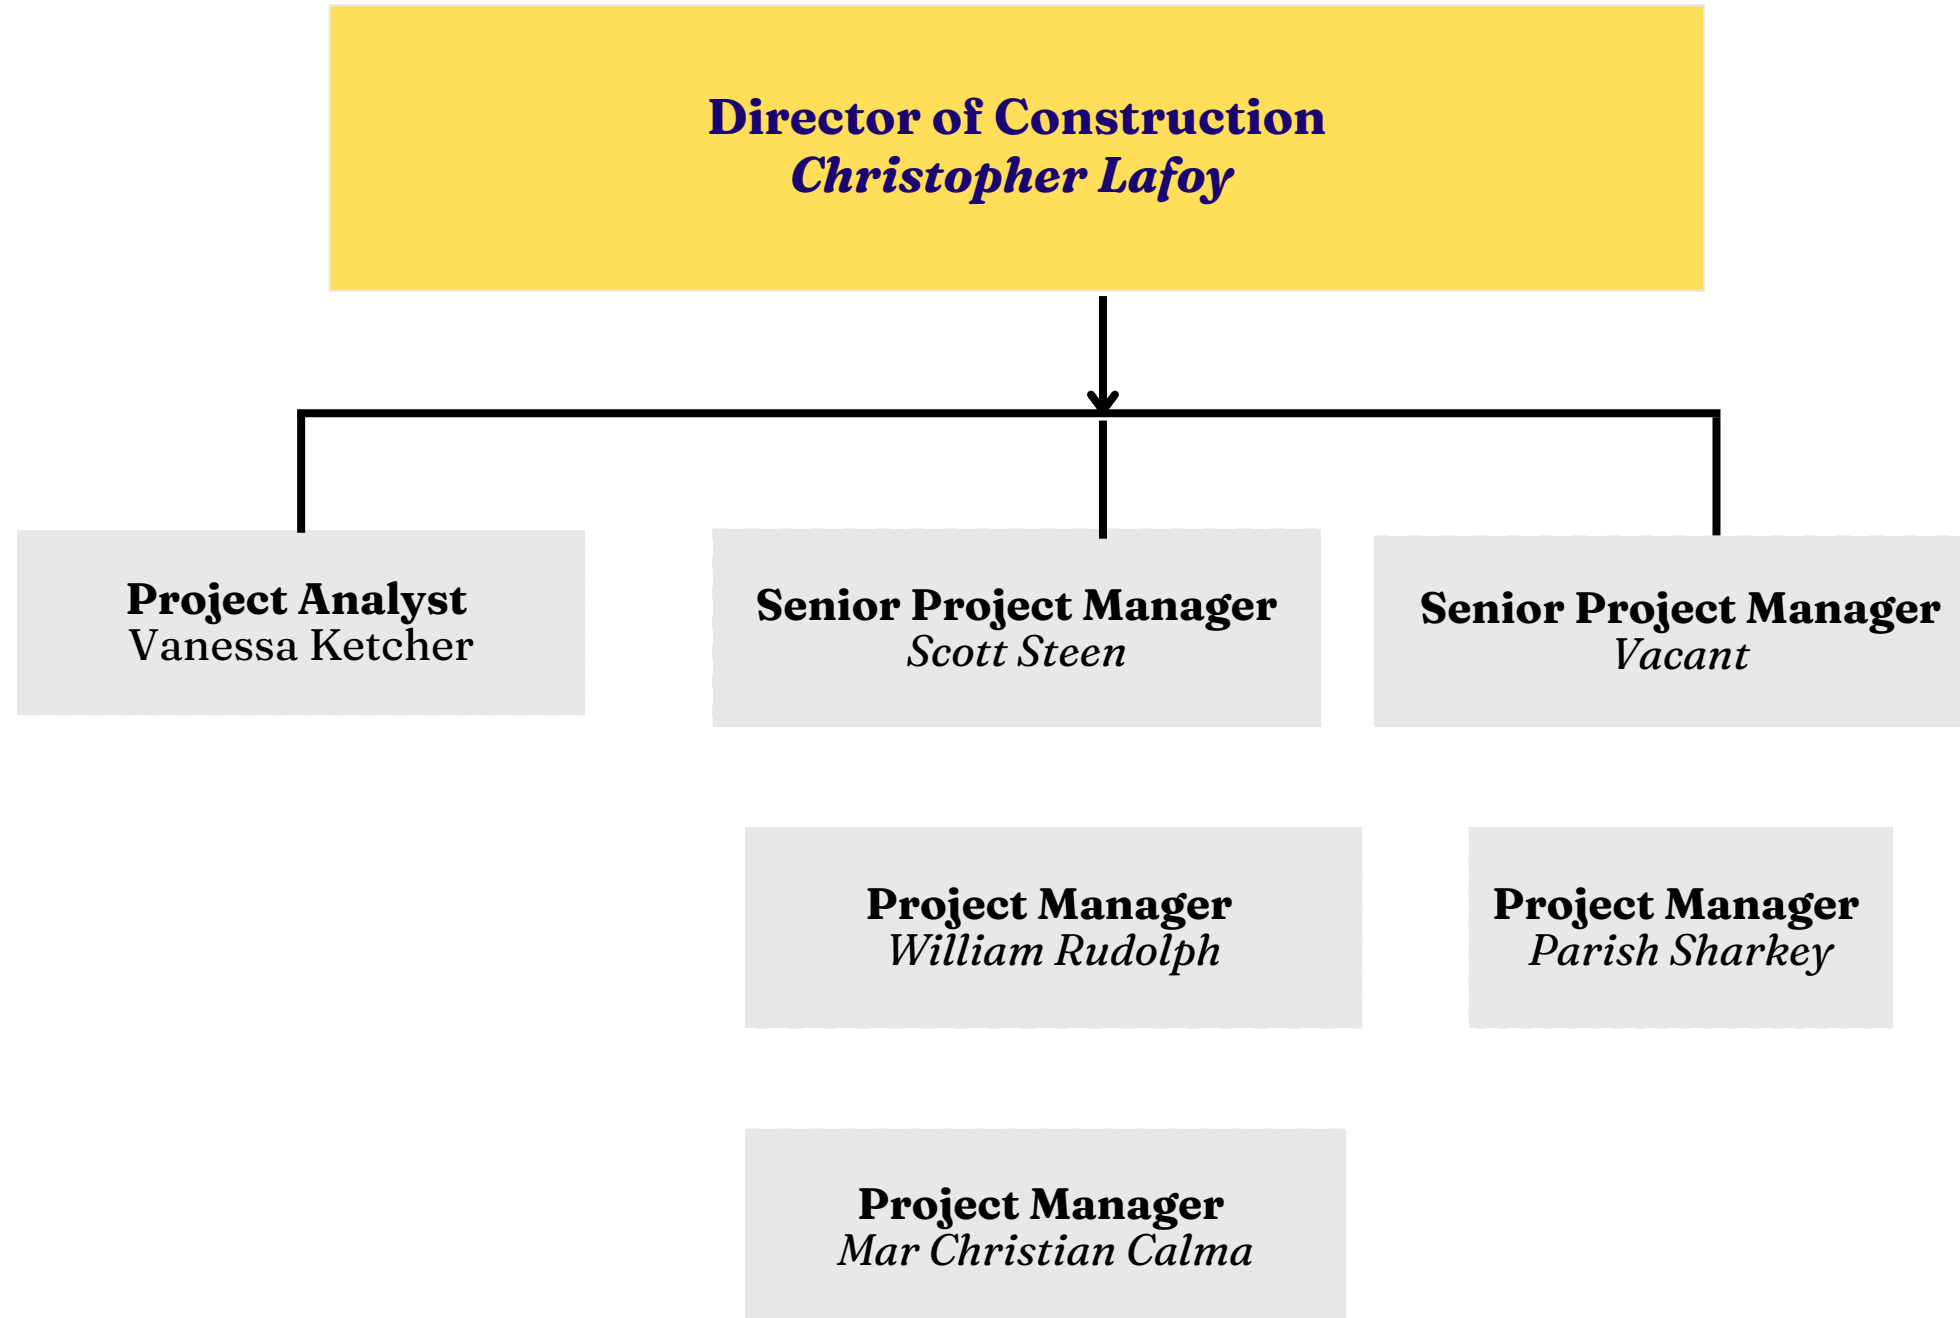 Director of Construction
Christopher Lafoy
Project Analyst
Vanessa Ketcher
Senior Project Manager
Scott Steen
Senior Project Manager
Vacant
Project Manager
William Rudolph
Project Manager
Parish Sharkey
Project Manager
Mar Christian Calma